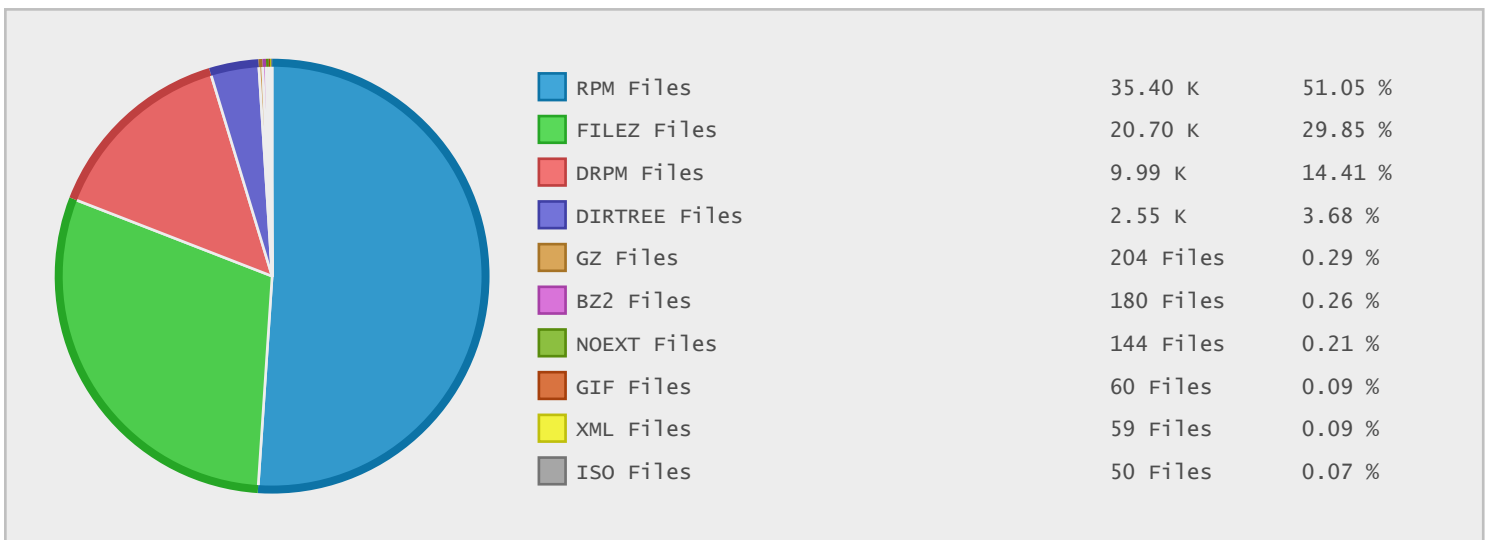 RPM Files 35.40 K 51.05 %
FILEZ Files 20.70 K 29.85 %
DRPM Files 9.99 K 14.41 %
DIRTREE Files 2.55 K 3.68 %
GZ Files 204 Files 0.29 %
BZ2 Files 180 Files 0.26 %
NOEXT Files 144 Files 0.21 %
GIF Files 60 Files 0.09 %
XML Files 59 Files 0.09 %
ISO Files 50 Files 0.07 %